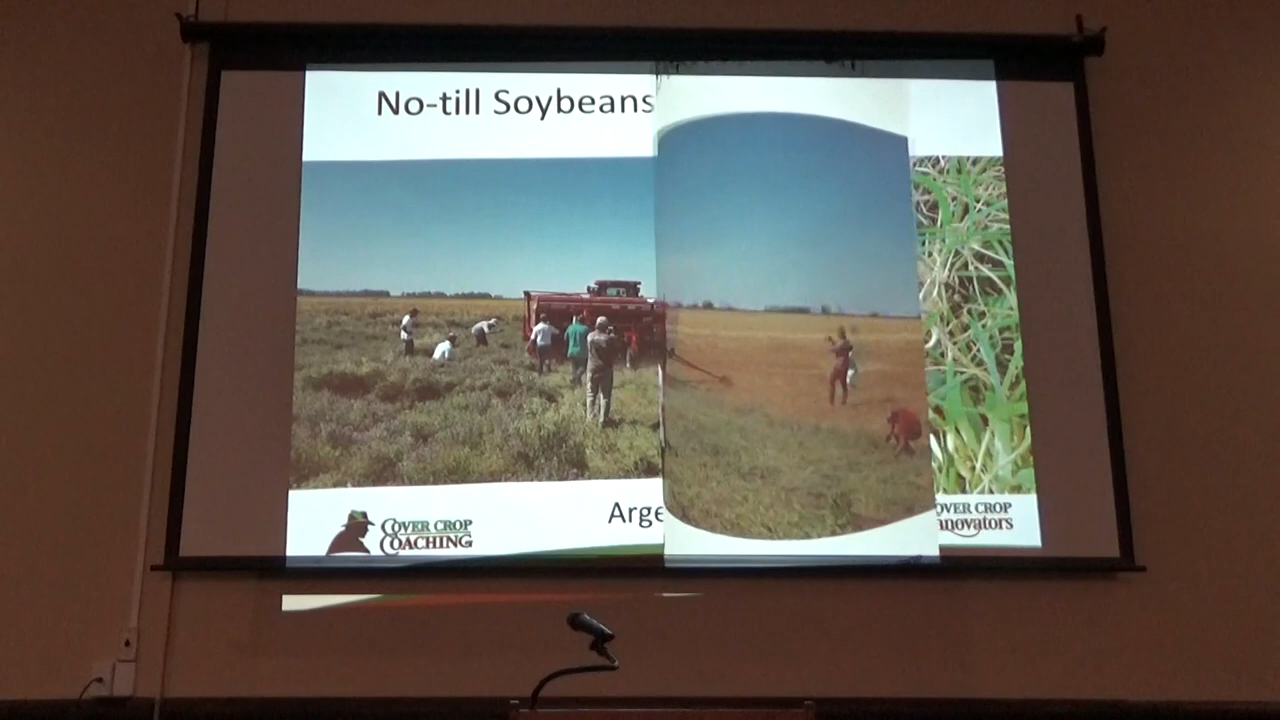 No-till Soybeans
Arge
COVER CROP
COACHING
OVER CROP
nnovators